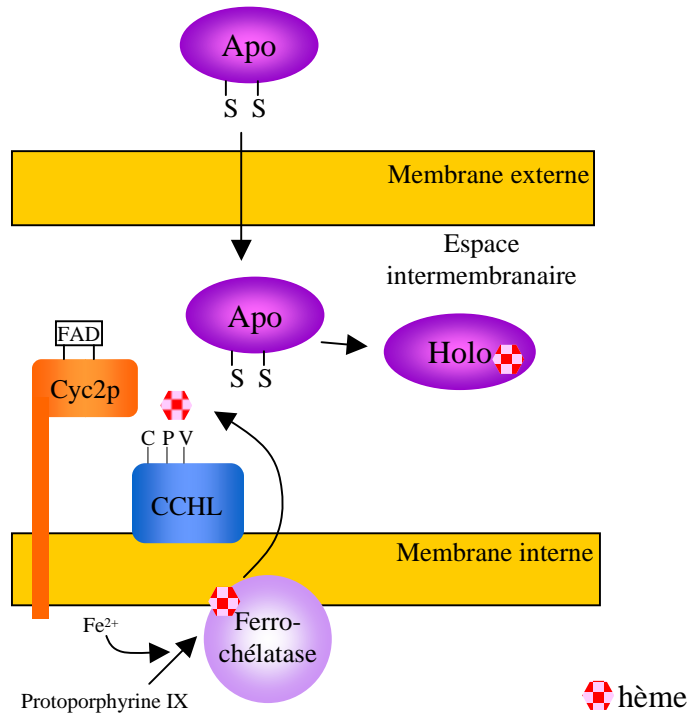 Apo
S S
Membrane externe
Espace
intermembranaire
Apo
Holo
S S
FAD
Cyc2p
C P V
CCHL
Membrane interne
Fe²⁺
Ferro-
chélatase
Protoporphyrine IX
hème